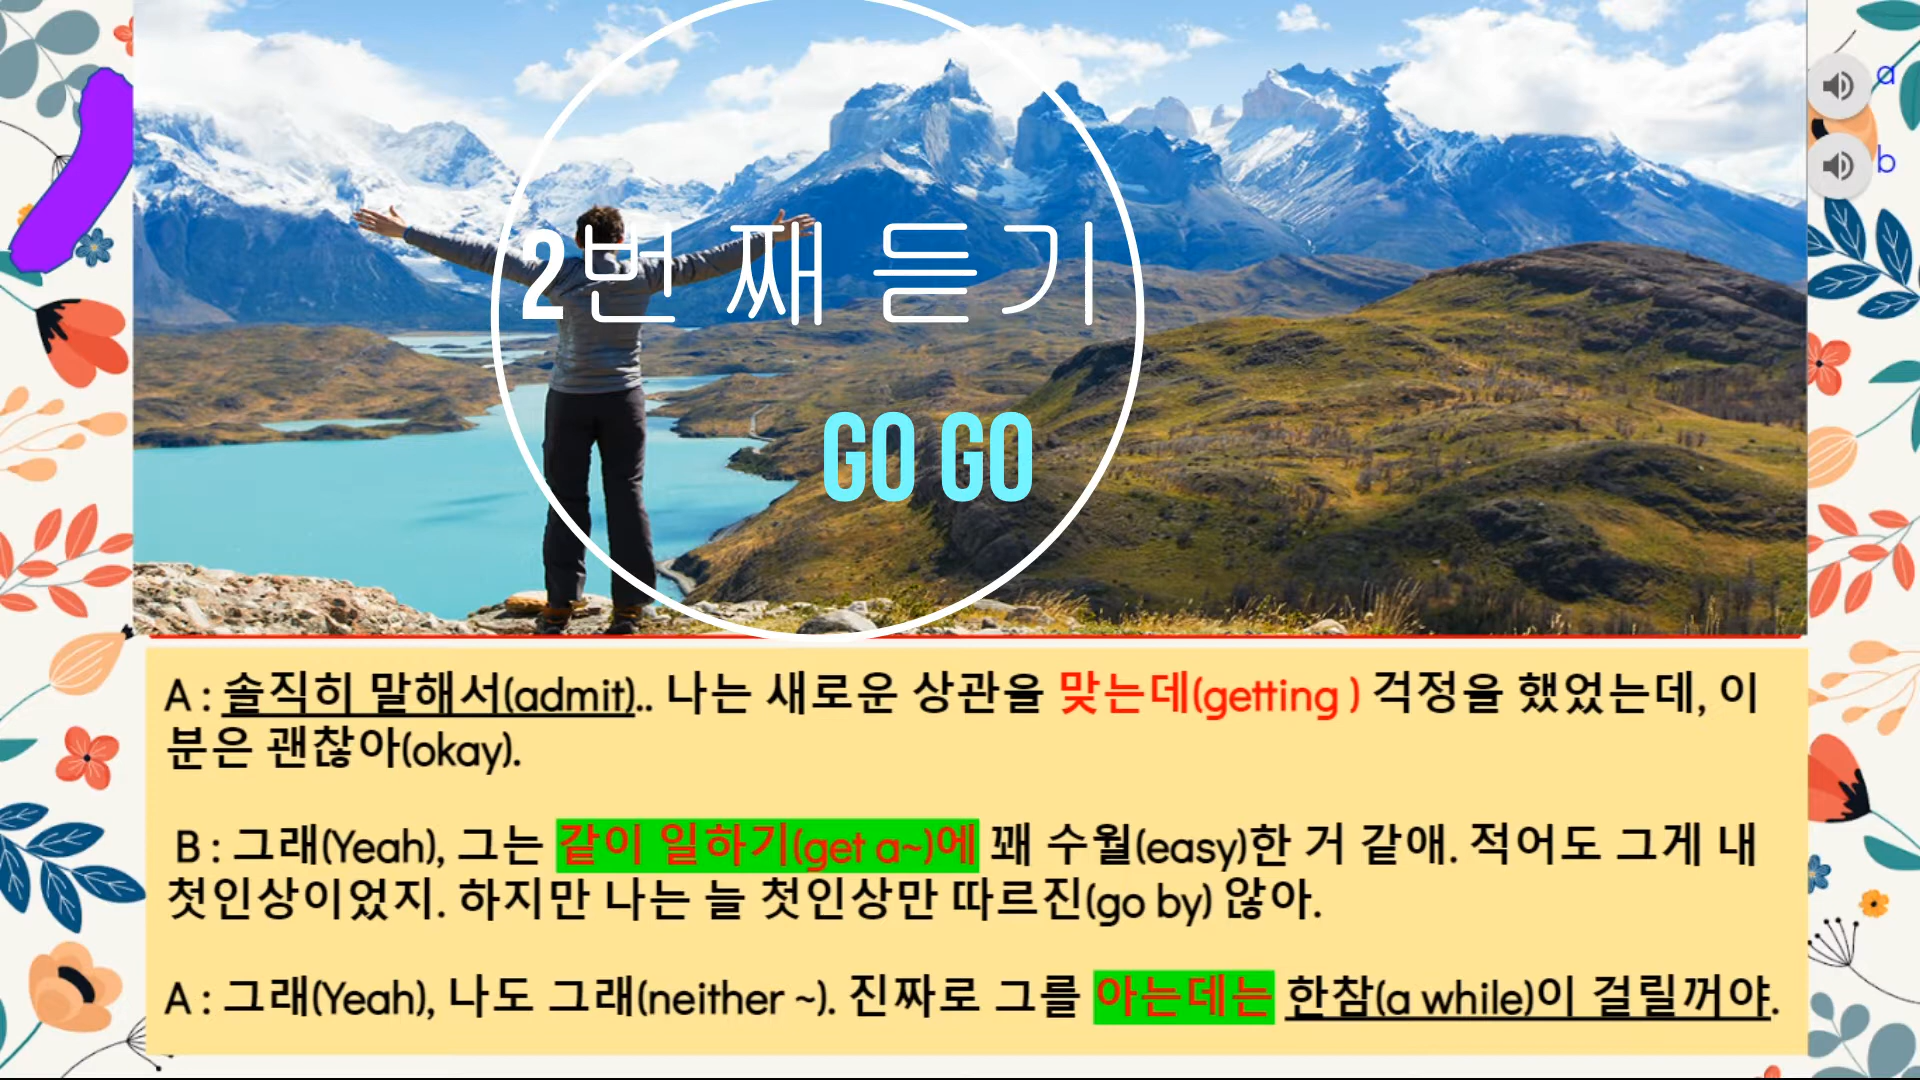 a
b
2번 째 듣기
GO GO
A : 솔직히 말해서(admit).. 나는 새로운 상관을 맞는데(getting ) 걱정을 했었는데, 이
분은 괜찮아(okay).
B : 그래(Yeah), 그는 같이 일하기(get a~)에 꽤 수월(easy)한 거 같애. 적어도 그게 내
첫인상이었지. 하지만 나는 늘 첫인상만 따르진(go by) 않아.
A : 그래(Yeah), 나도 그래(neither ~). 진짜로 그를 아는데는 한참(a while)이 걸릴꺼야.